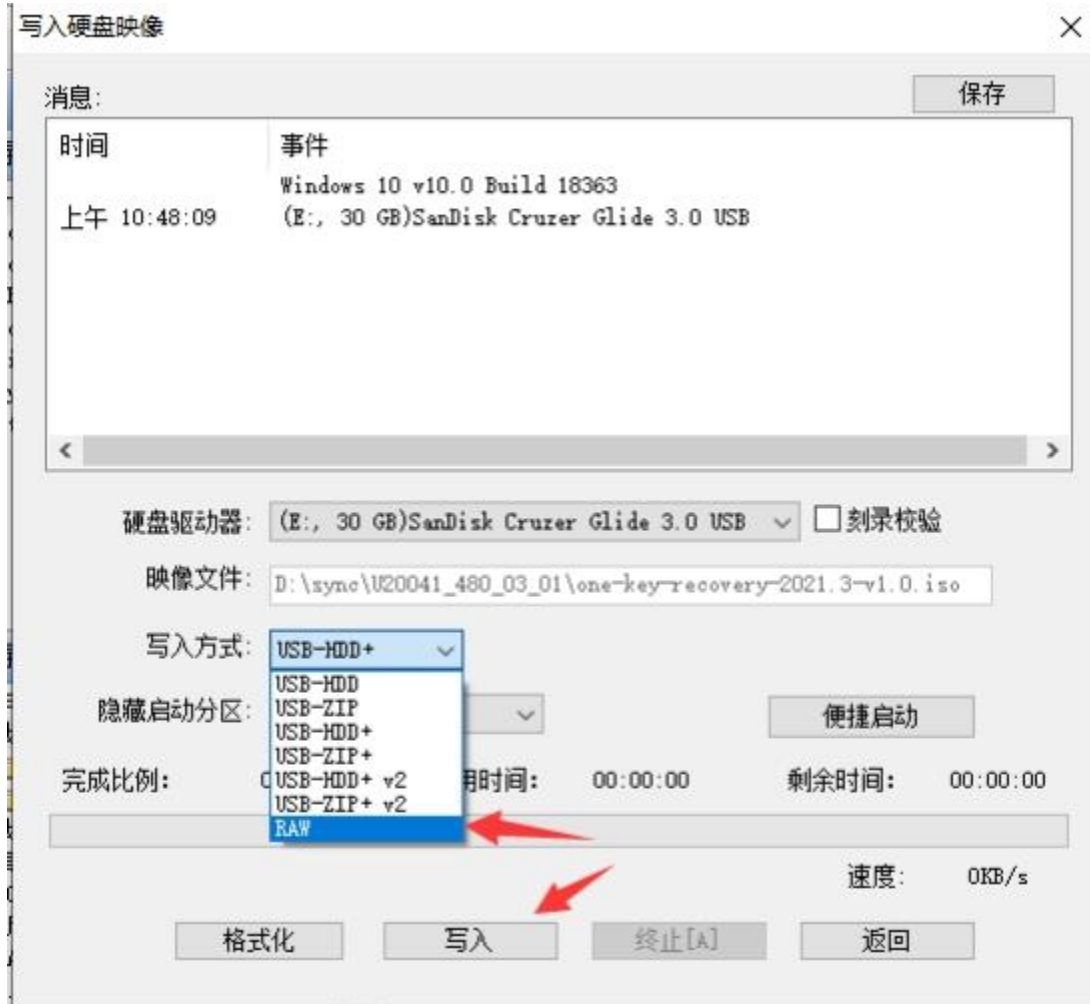 写入硬盘映像
消息:
保存
时间 事件
Windows 10 v10.0 Build 18363
上午 10:48:09 (E:, 30 GB)SanDisk Cruzer Glide 3.0 USB
硬盘驱动器: (E:, 30 GB)SanDisk Cruzer Glide 3.0 USB 刻录校验
映像文件: D:\sync\U20041_480_03_01\one-key-recovery-2021.3-v1.0.iso
写入方式: USB-HDD+
USB-HDD
隐藏启动分区: USB-ZIP 便捷启动
USB-HDD+
USB-ZIP+
完成比例: USB-HDD+ v2 用时间: 00:00:00 剩余时间: 00:00:00
USB-ZIP+ v2
RAW
速度: 0KB/s
格式化 写入 终止[A] 返回